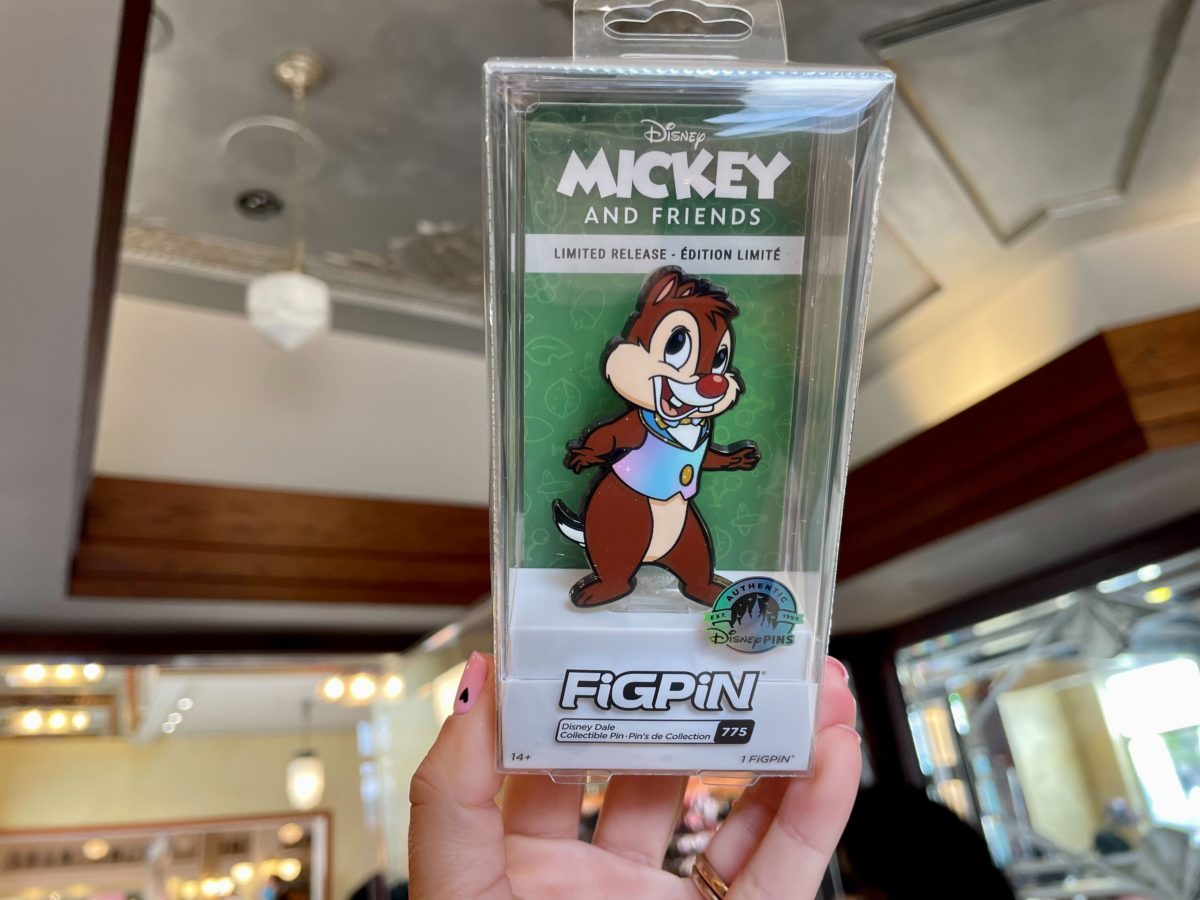 Disney
MICKEY
AND FRIENDS
LIMITED RELEASE - ÉDITION LIMITÉ
AUTHENTIC
EST. 1999
Disney PINS
FiGPiN®
Disney Dale
Collectible Pin • Pin's de Collection 775
14+
1 FiGPiN®